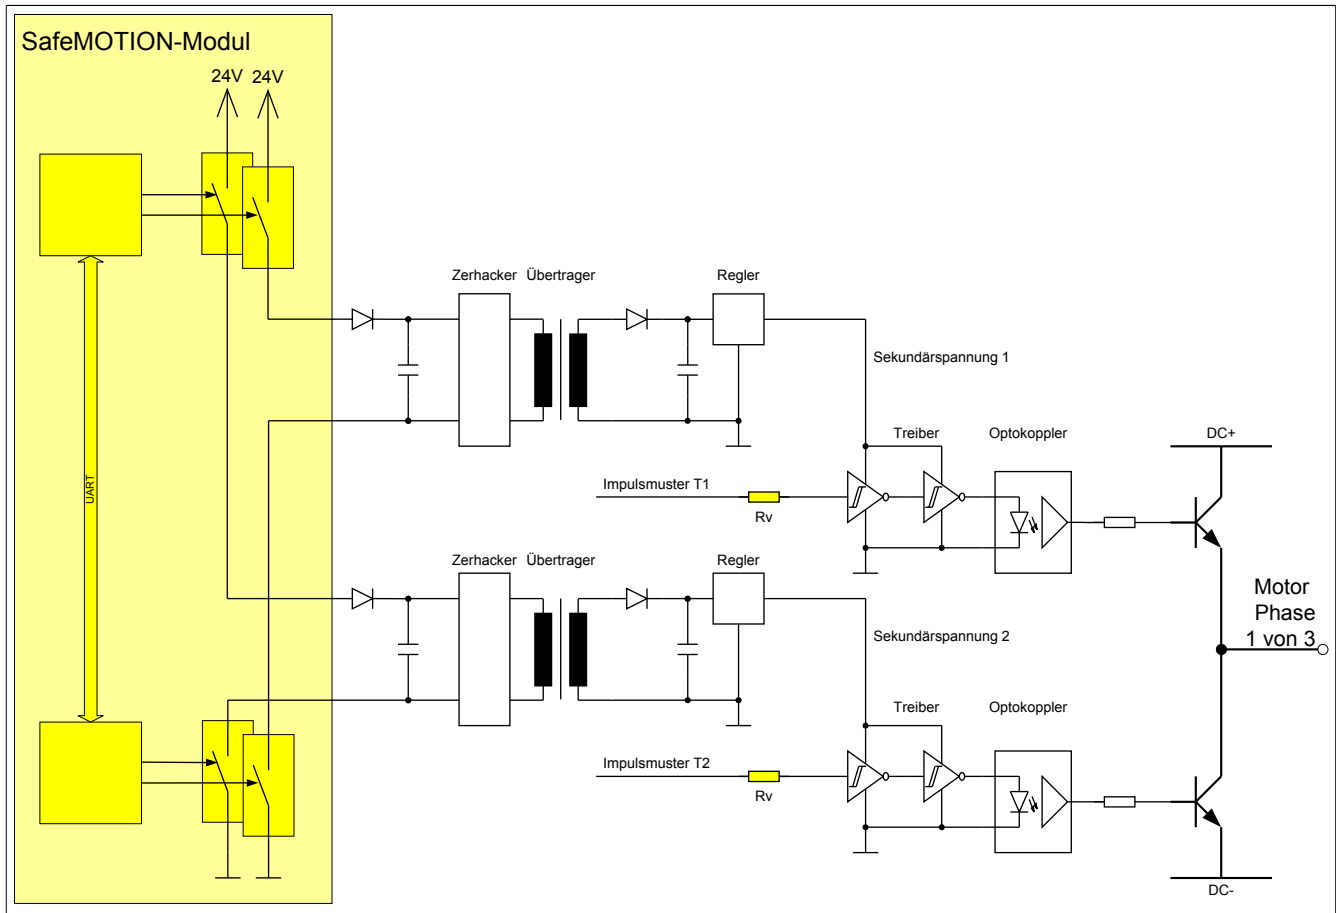 SafeMOTION-Modul
24V 24V
UART
Zerhacker Übertrager Regler
Sekundärspannung 1
Treiber Optokoppler
DC+
Impulsmuster T1
Rv
Zerhacker Übertrager Regler
Motor
Phase
1 von 3
Sekundärspannung 2
Treiber Optokoppler
Impulsmuster T2
Rv
DC-